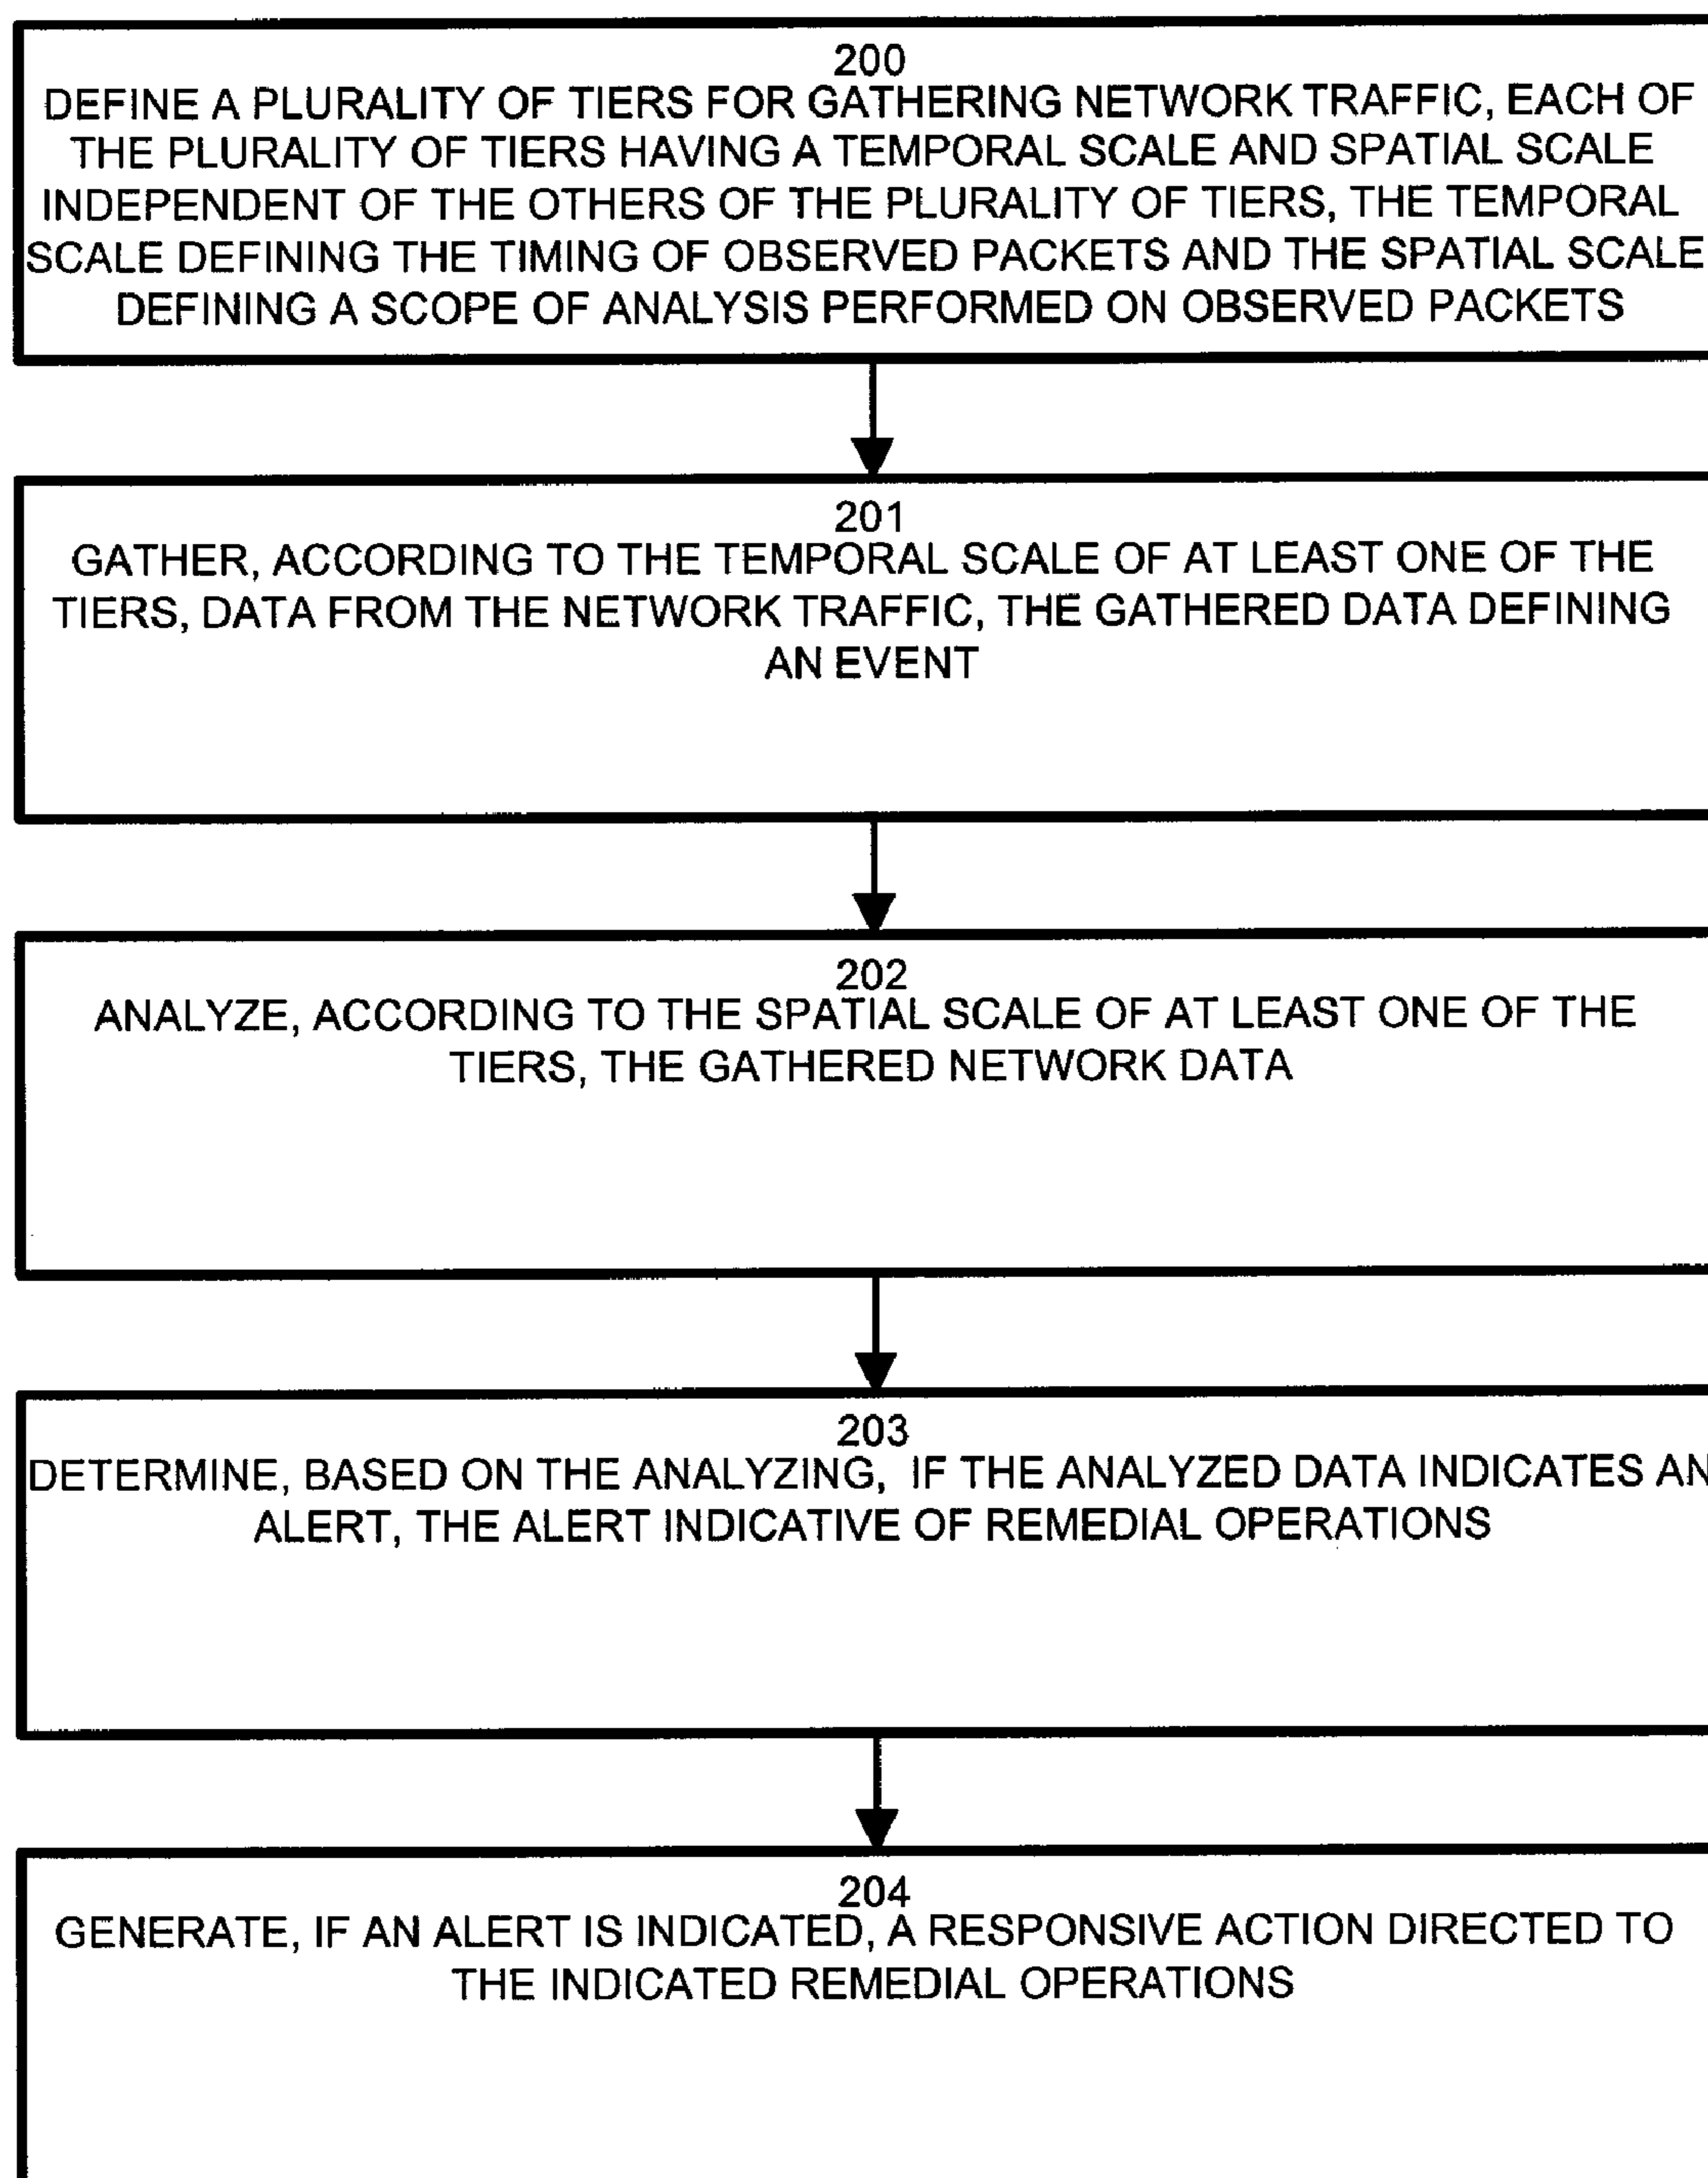 200
DEFINE A PLURALITY OF TIERS FOR GATHERING NETWORK TRAFFIC, EACH OF
THE PLURALITY OF TIERS HAVING A TEMPORAL SCALE AND SPATIAL SCALE
INDEPENDENT OF THE OTHERS OF THE PLURALITY OF TIERS, THE TEMPORAL
SCALE DEFINING THE TIMING OF OBSERVED PACKETS AND THE SPATIAL SCALE
DEFINING A SCOPE OF ANALYSIS PERFORMED ON OBSERVED PACKETS
201
GATHER, ACCORDING TO THE TEMPORAL SCALE OF AT LEAST ONE OF THE
TIERS, DATA FROM THE NETWORK TRAFFIC, THE GATHERED DATA DEFINING
AN EVENT
202
ANALYZE, ACCORDING TO THE SPATIAL SCALE OF AT LEAST ONE OF THE
TIERS, THE GATHERED NETWORK DATA
203
DETERMINE, BASED ON THE ANALYZING, IF THE ANALYZED DATA INDICATES AN
ALERT, THE ALERT INDICATIVE OF REMEDIAL OPERATIONS
204
GENERATE, IF AN ALERT IS INDICATED, A RESPONSIVE ACTION DIRECTED TO
THE INDICATED REMEDIAL OPERATIONS